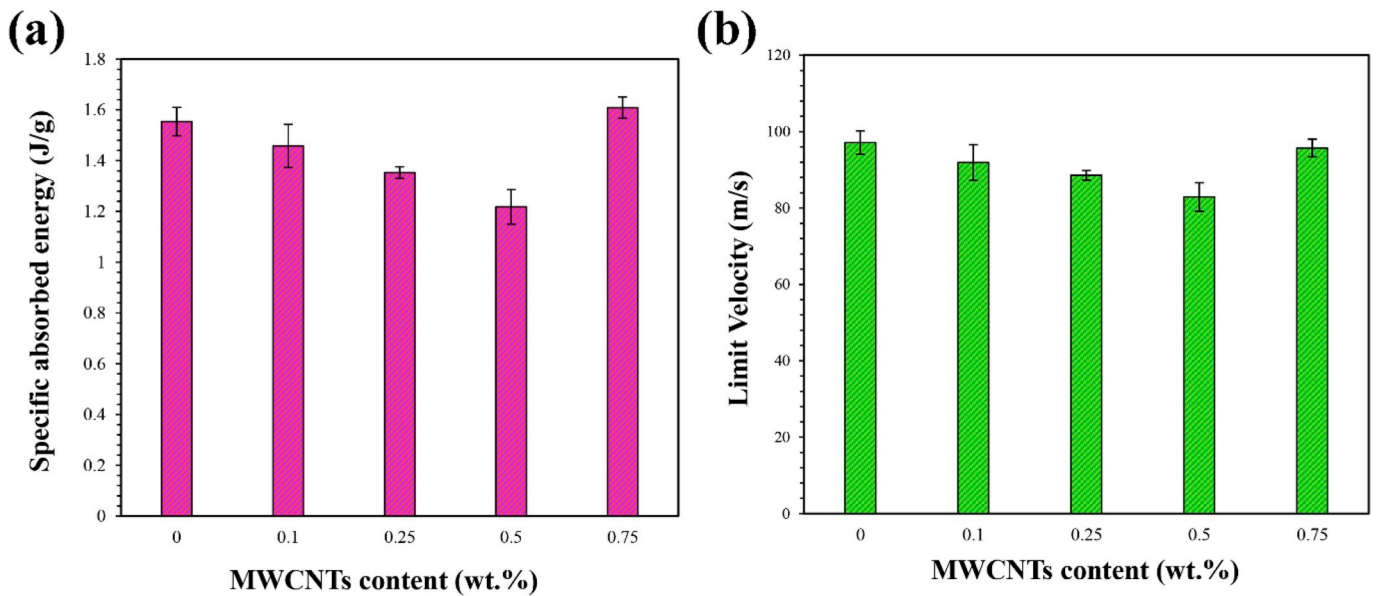 (a)
Specific absorbed energy (J/g)
1.8
1.6
1.4
1.2
1
0.8
0.6
0.4
0.2
0
0 0.1 0.25 0.5 0.75
MWCNTs content (wt.%)
(b)
Limit Velocity (m/s)
120
100
80
60
40
20
0
0 0.1 0.25 0.5 0.75
MWCNTs content (wt.%)